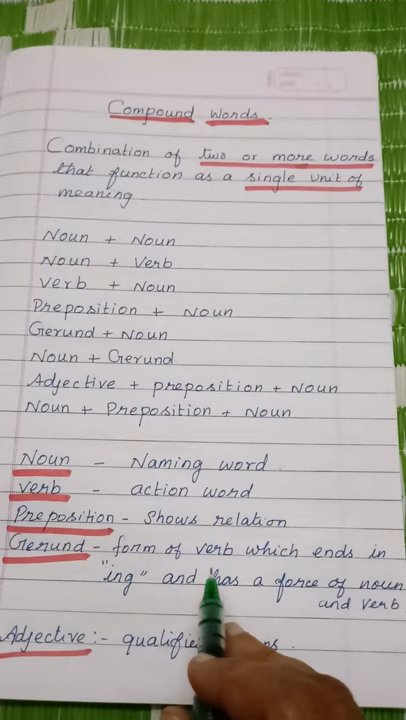 Compound Words.
Combination of two or more words
that function as a single unit of
meaning
Noun + Noun
Noun + Verb
Verb + Noun
Preposition + Noun
Gerund + Noun
Noun + Gerund
Adjective + preposition + Noun
Noun + Preposition + Noun
Noun - Naming word.
Verb - action word
Preposition - Shows relation
Gerund - form of verb which ends in
"ing" and has a force of noun
and verb
Adjective :-